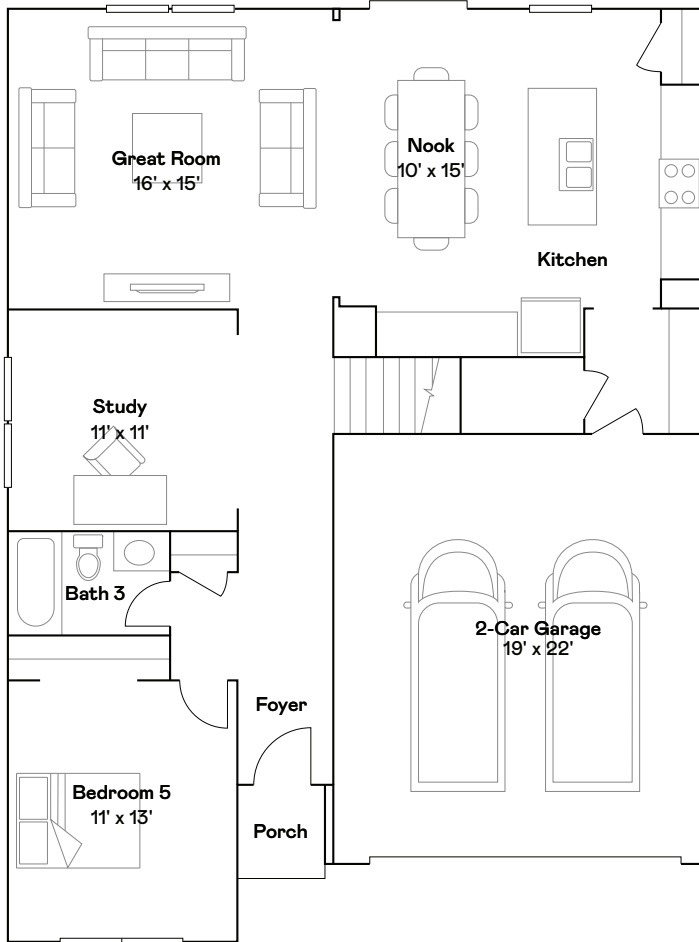 Great Room
16' x 15'
Nook
10' x 15'
Kitchen
Study
11' x 11'
Bath 3
2-Car Garage
19' x 22'
Foyer
Bedroom 5
11' x 13'
Porch